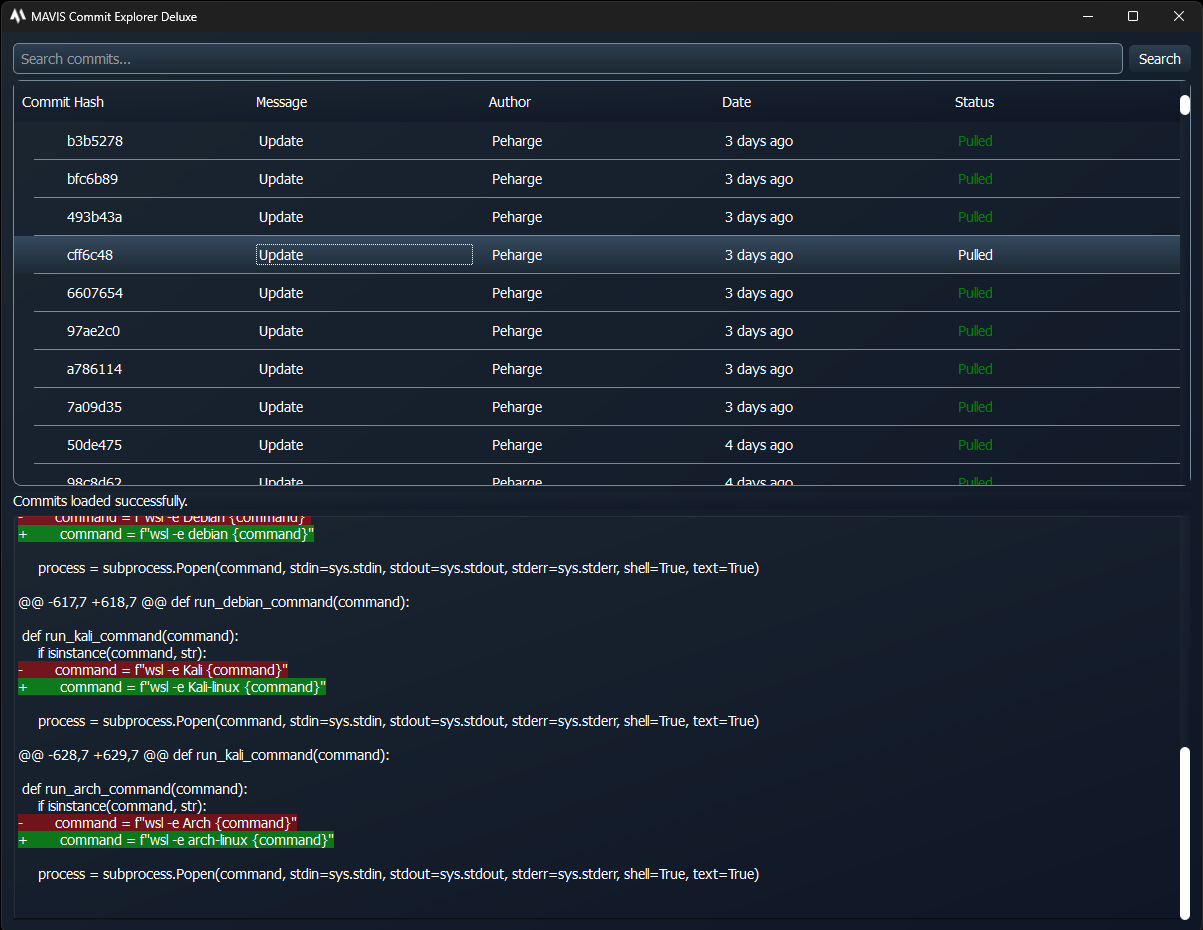 MAVIS Commit Explorer Deluxe
Search commits... Search
Commit Hash Message Author Date Status
b3b5278 Update Peharge 3 days ago Pulled
bfc6b89 Update Peharge 3 days ago Pulled
493b43a Update Peharge 3 days ago Pulled
cff6c48 Update Peharge 3 days ago Pulled
6607654 Update Peharge 3 days ago Pulled
97ae2c0 Update Peharge 3 days ago Pulled
a786114 Update Peharge 3 days ago Pulled
7a09d35 Update Peharge 3 days ago Pulled
50de475 Update Peharge 4 days ago Pulled
98c8d62 Update Peharge 4 days ago Pulled
Commits loaded successfully.
-        command = f"wsl -e Debian {command}"
+        command = f"wsl -e debian {command}"
process = subprocess.Popen(command, stdin=sys.stdin, stdout=sys.stdout, stderr=sys.stderr, shell=True, text=True)
@@ -617,7 +618,7 @@ def run_debian_command(command):
def run_kali_command(command):
if isinstance(command, str):
-        command = f"wsl -e Kali {command}"
+        command = f"wsl -e Kali-linux {command}"
process = subprocess.Popen(command, stdin=sys.stdin, stdout=sys.stdout, stderr=sys.stderr, shell=True, text=True)
@@ -628,7 +629,7 @@ def run_kali_command(command):
def run_arch_command(command):
if isinstance(command, str):
-        command = f"wsl -e Arch {command}"
+        command = f"wsl -e arch-linux {command}"
process = subprocess.Popen(command, stdin=sys.stdin, stdout=sys.stdout, stderr=sys.stderr, shell=True, text=True)